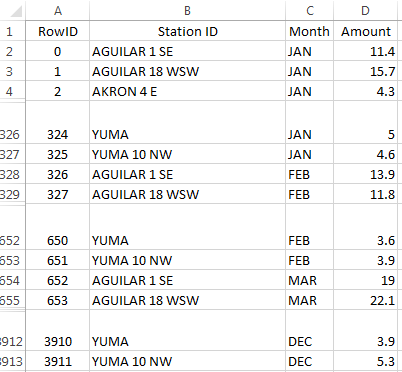 A B C D
1 RowID Station ID Month Amount
2 0 AGUILAR 1 SE JAN 11.4
3 1 AGUILAR 18 WSW JAN 15.7
4 2 AKRON 4 E JAN 4.3
326 324 YUMA JAN 5
327 325 YUMA 10 NW JAN 4.6
328 326 AGUILAR 1 SE FEB 13.9
329 327 AGUILAR 18 WSW FEB 11.8
652 650 YUMA FEB 3.6
653 651 YUMA 10 NW FEB 3.9
654 652 AGUILAR 1 SE MAR 19
655 653 AGUILAR 18 WSW MAR 22.1
3912 3910 YUMA DEC 3.9
3913 3911 YUMA 10 NW DEC 5.3